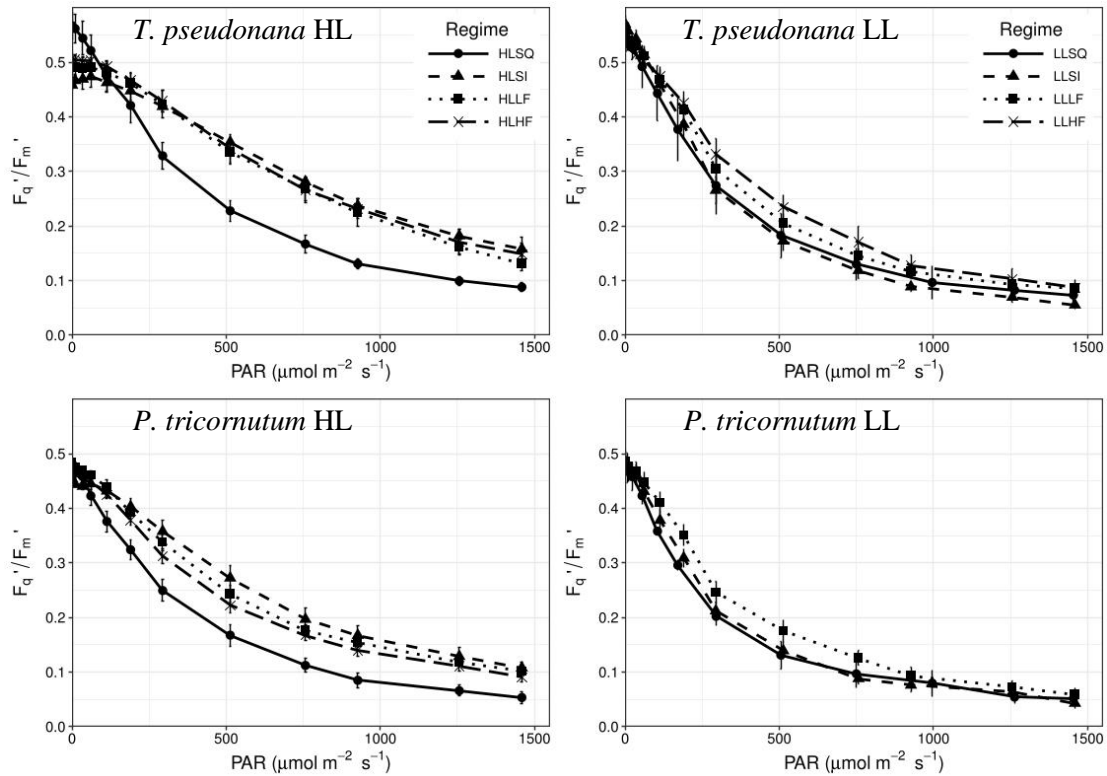 T. pseudonana HL
Regime
HLSQ
HLSI
HLLF
HLHF
0.5
0.4
0.3
0.2
0.1
0.0
Fq'/Fm'
0 500 1000 1500
PAR (μmol m⁻² s⁻¹)
T. pseudonana LL
Regime
LLSQ
LLSI
LLLF
LLHF
0.5
0.4
0.3
0.2
0.1
0.0
Fq'/Fm'
0 500 1000 1500
PAR (μmol m⁻² s⁻¹)
P. tricornutum HL
0.5
0.4
0.3
0.2
0.1
0.0
Fq'/Fm'
0 500 1000 1500
PAR (μmol m⁻² s⁻¹)
P. tricornutum LL
0.5
0.4
0.3
0.2
0.1
0.0
Fq'/Fm'
0 500 1000 1500
PAR (μmol m⁻² s⁻¹)